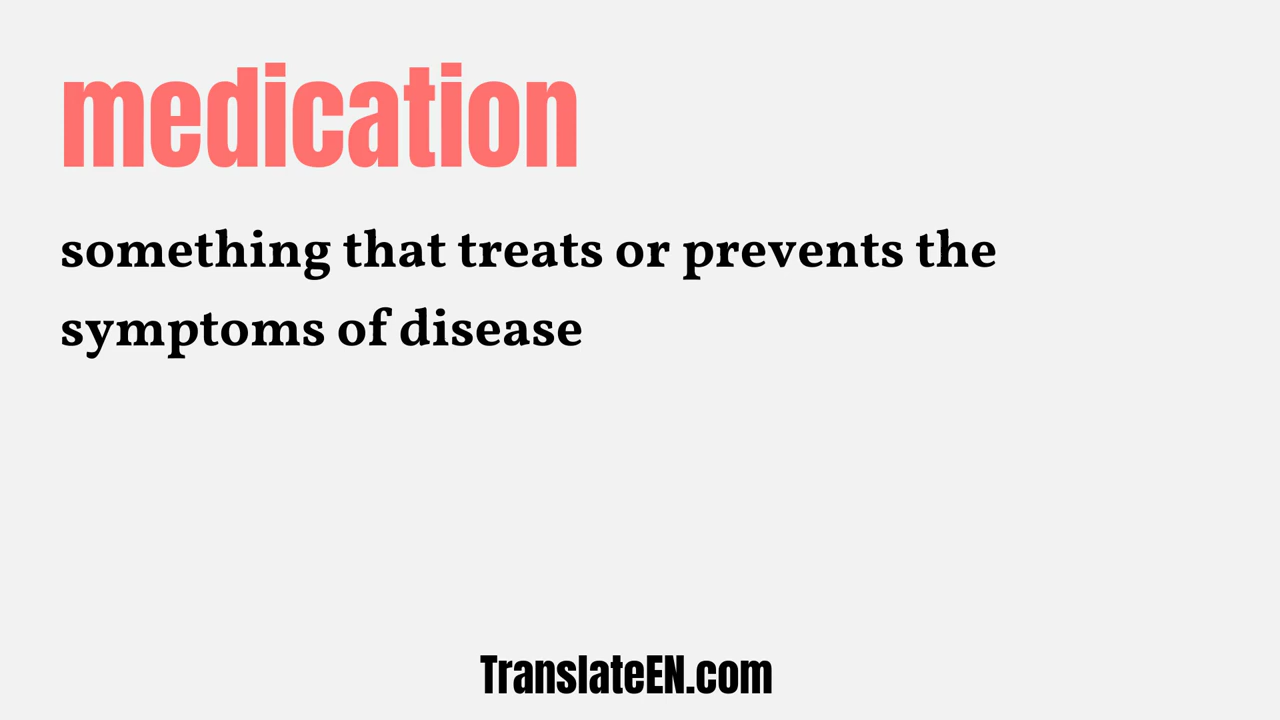 medication
something that treats or prevents the
symptoms of disease
TranslateEN.com